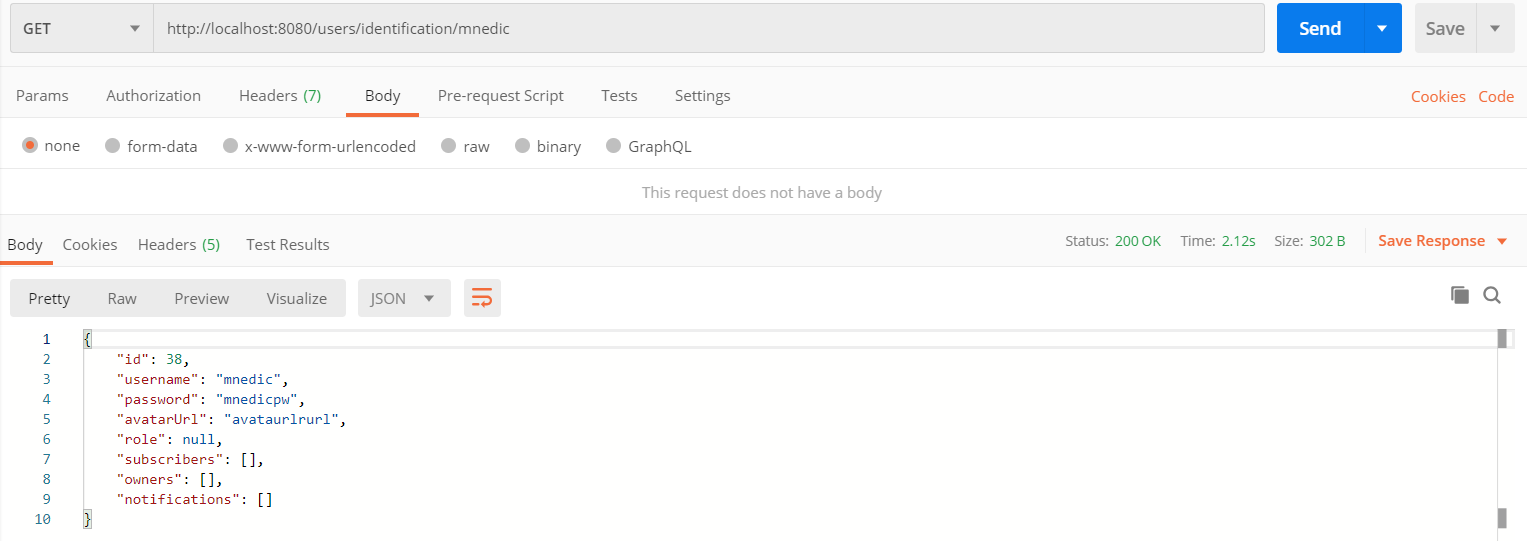 GET http://localhost:8080/users/identification/mnedic Send Save
Params Authorization Headers (7) Body Pre-request Script Tests Settings Cookies Code
none form-data x-www-form-urlencoded raw binary GraphQL
This request does not have a body
Body Cookies Headers (5) Test Results Status: 200 OK Time: 2.12s Size: 302 B Save Response
Pretty Raw Preview Visualize JSON
1 {
2 "id": 38,
3 "username": "mnedic",
4 "password": "mnedicpw",
5 "avatarUrl": "avataurlrurl",
6 "role": null,
7 "subscribers": [],
8 "owners": [],
9 "notifications": []
10 }